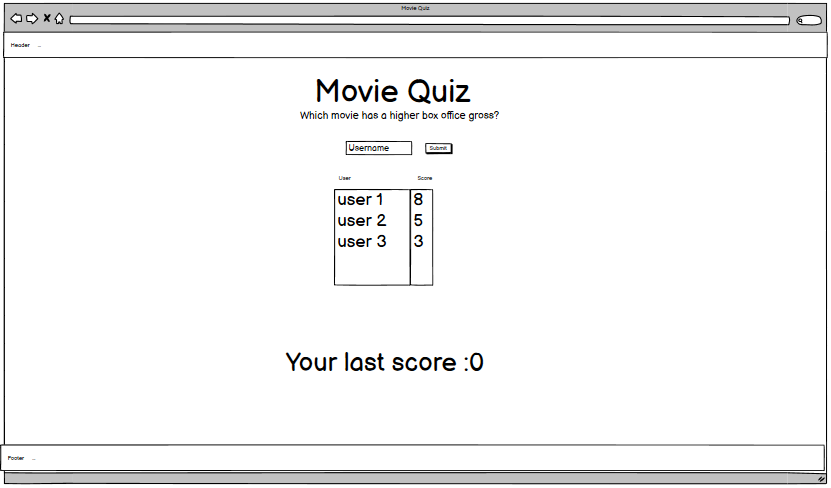 Movie Quiz
Header ...
Movie Quiz
Which movie has a higher box office gross?
Username Submit
User Score
user 1 8
user 2 5
user 3 3
Your last score :0
Footer ...